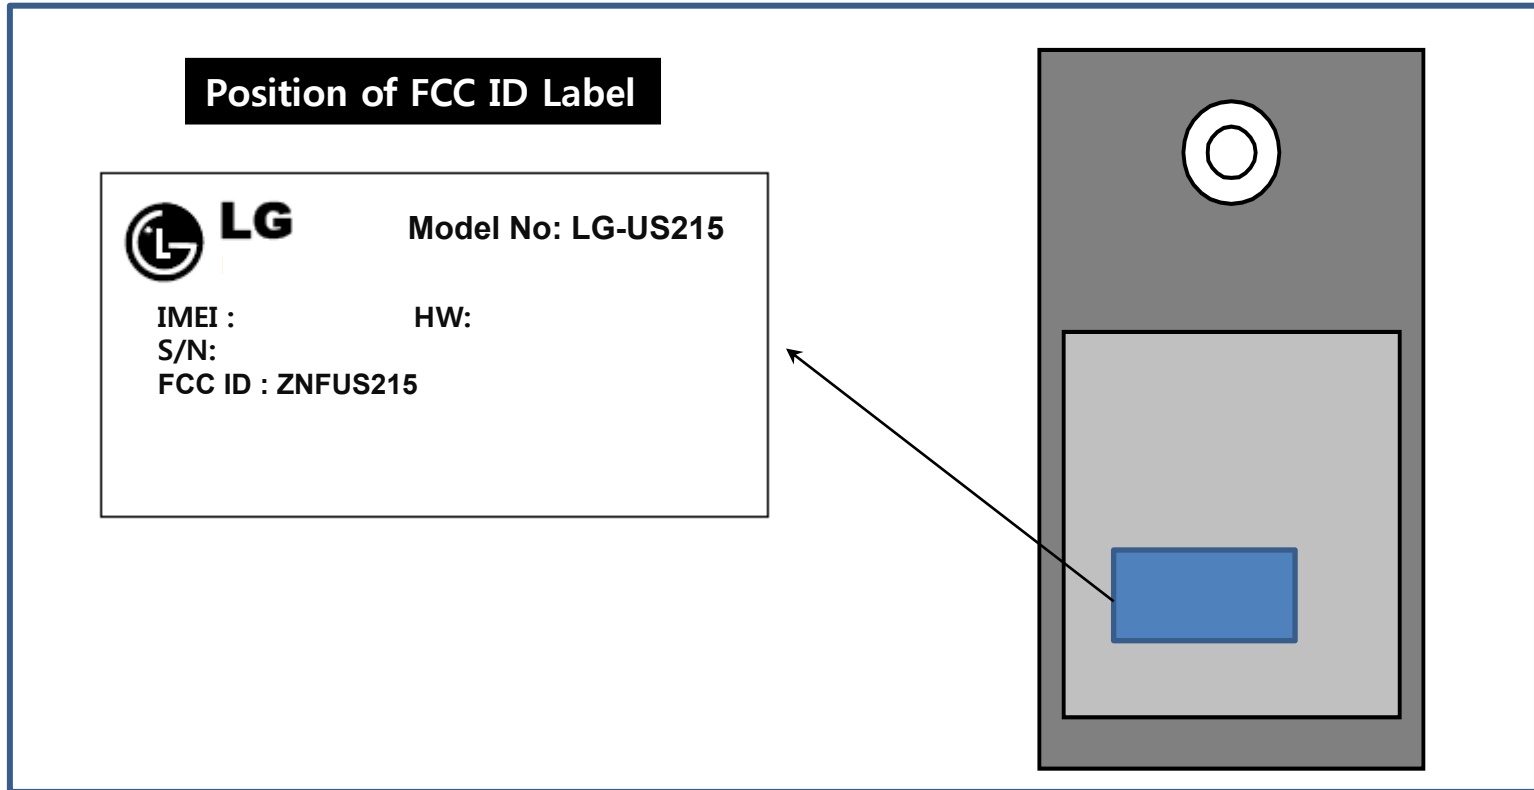 Position of FCC ID Label
LG
Model No: LG-US215
IMEI : HW:
S/N:
FCC ID : ZNFUS215